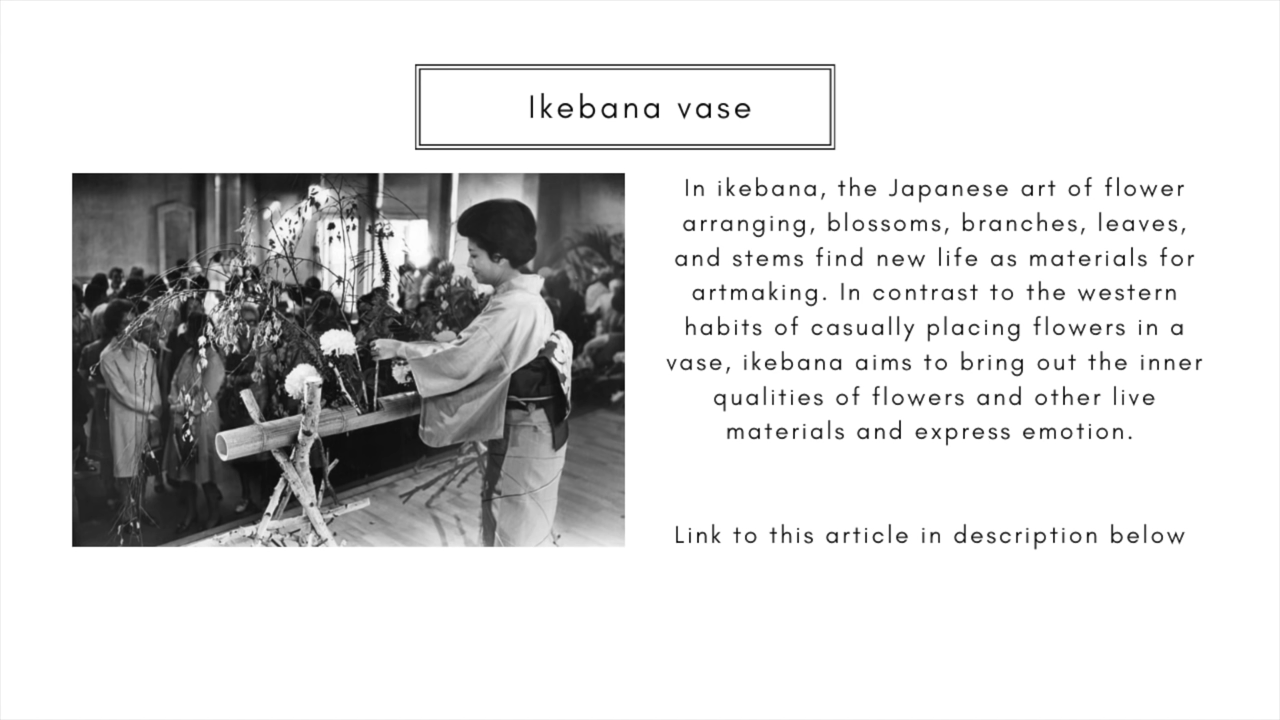 Ikebana vase
In ikebana, the Japanese art of flower
arranging, blossoms, branches, leaves,
and stems find new life as materials for
artmaking. In contrast to the western
habits of casually placing flowers in a
vase, ikebana aims to bring out the inner
qualities of flowers and other live
materials and express emotion.
Link to this article in description below